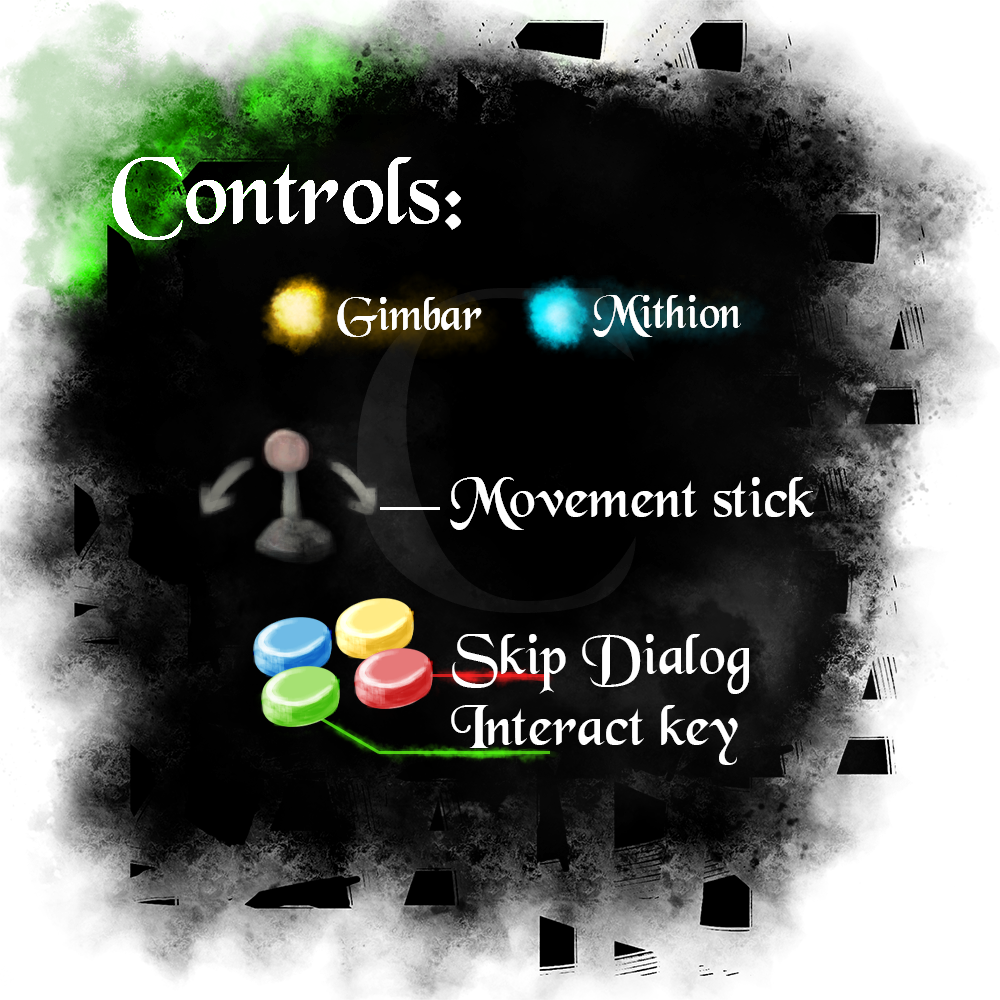 Controls:
Gimbar Mithion
Movement stick
Skip Dialog
Interact key